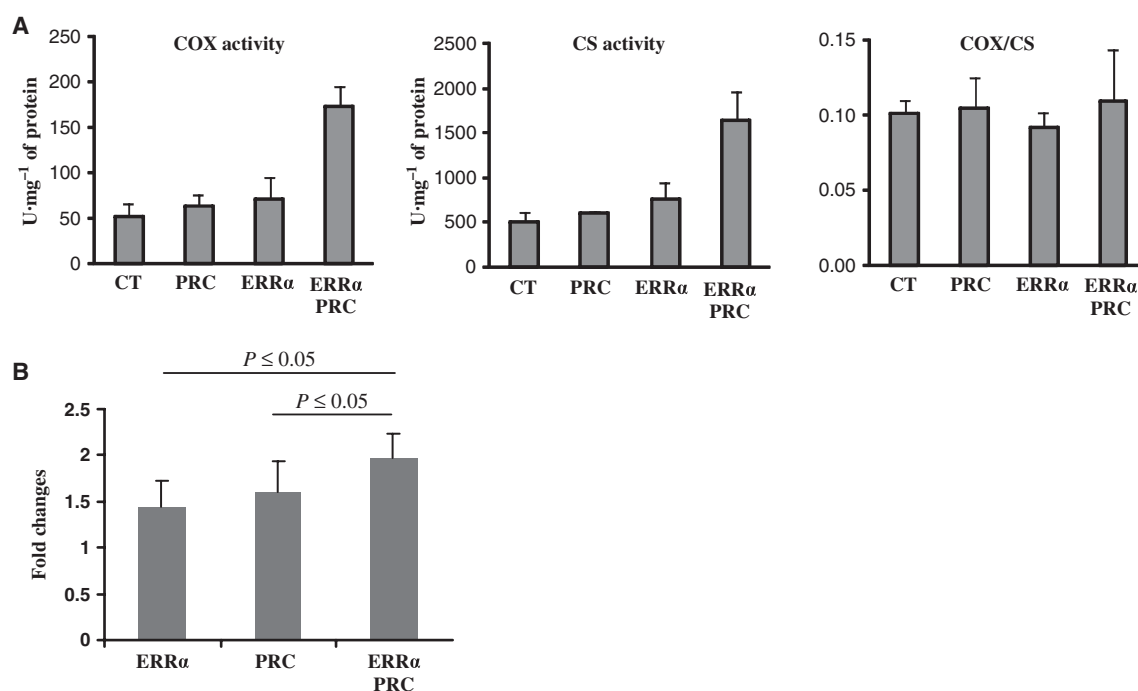 A
COX activity
U·mg⁻¹ of protein
250
200
150
100
50
0
CT PRC ERRα ERRα
PRC
CS activity
U·mg⁻¹ of protein
2500
2000
1500
1000
500
0
CT PRC ERRα ERRα
PRC
COX/CS
0.15
0.10
0.05
0.00
CT PRC ERRα ERRα
PRC
B
P ≤ 0.05
P ≤ 0.05
Fold changes
2.5
2
1.5
1
0.5
0
ERRα PRC ERRα
PRC